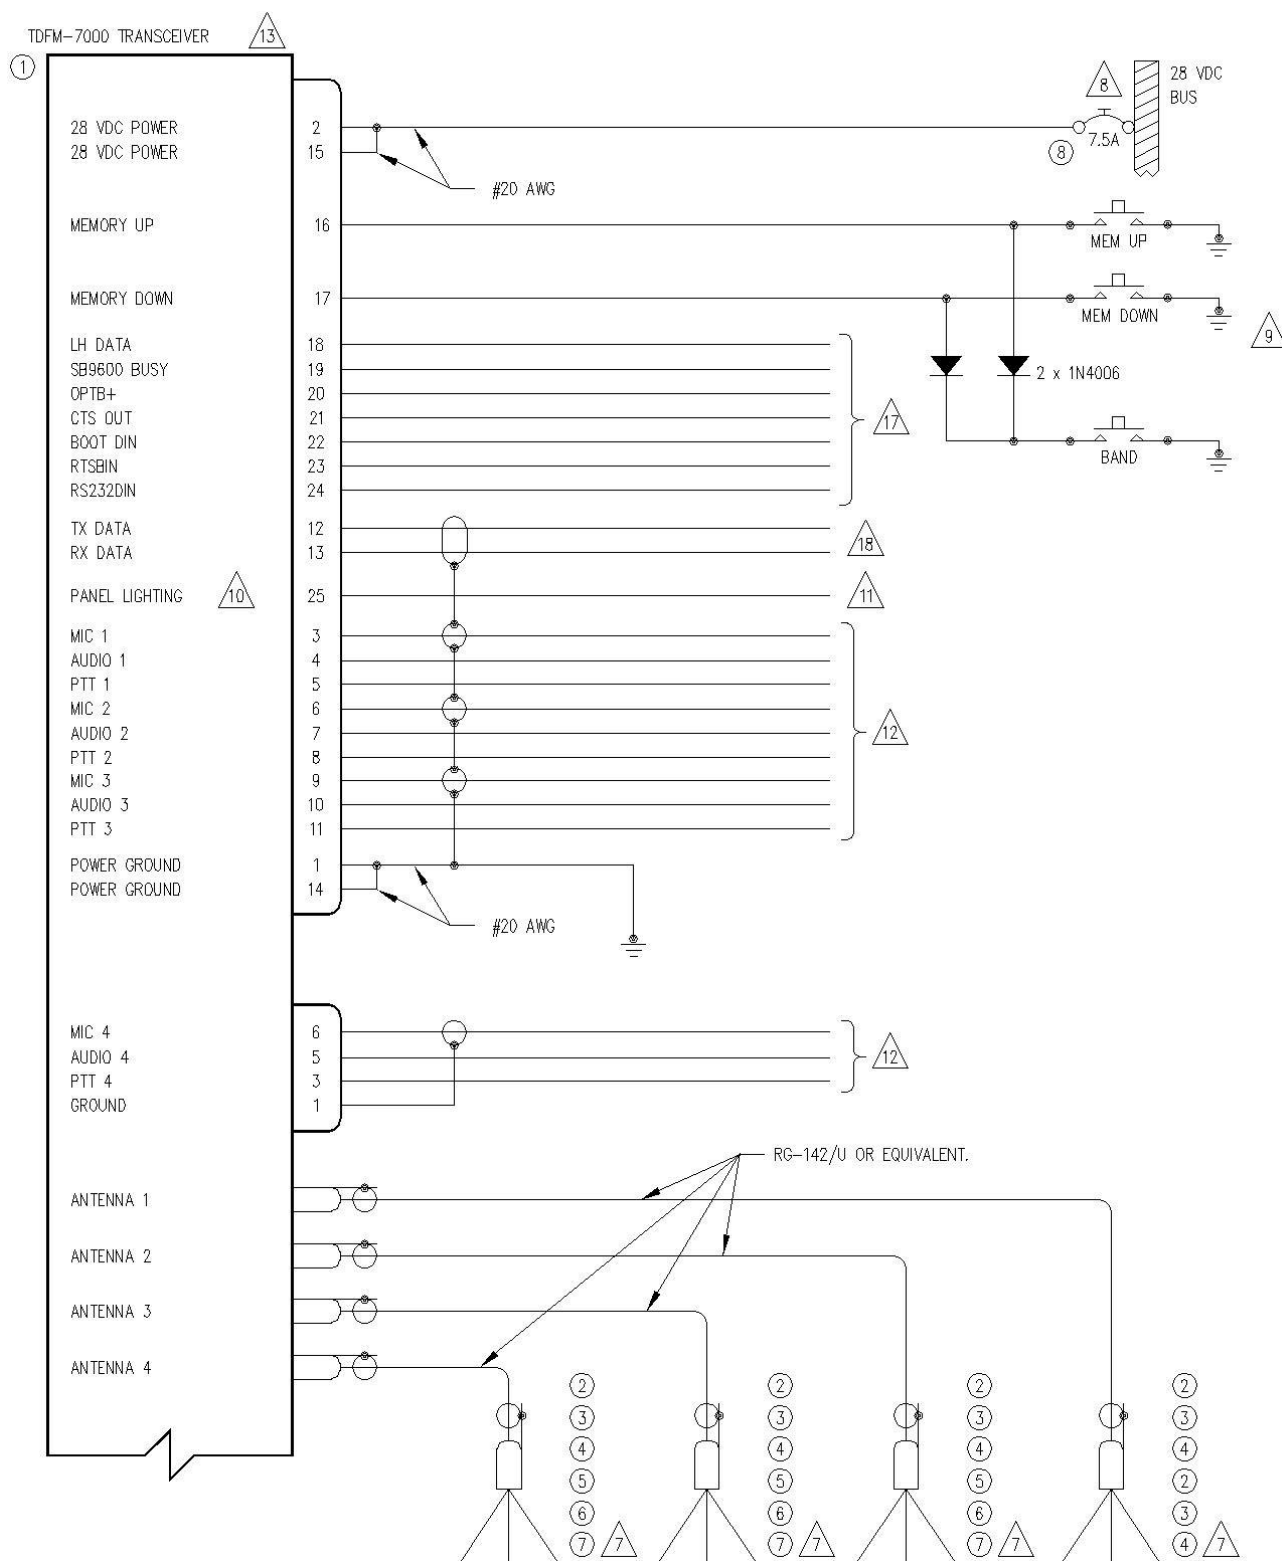 TDFM-7000 TRANSCEIVER 13
1
8 28 VDC
BUS
28 VDC POWER 2 7.5A
28 VDC POWER 15 8
#20 AWG
MEMORY UP 16
MEM UP
MEMORY DOWN 17
MEM DOWN
9
LH DATA 18
SB9600 BUSY 19 2 x 1N4006
OPTB+ 20
CTS OUT 21 17
BOOT DIN 22
BAND
RTSBIN 23
RS232DIN 24
TX DATA 12
18
RX DATA 13
PANEL LIGHTING 10 25 11
MIC 1 3
AUDIO 1 4
PTT 1 5
MIC 2 6
AUDIO 2 7 12
PTT 2 8
MIC 3 9
AUDIO 3 10
PTT 3 11
POWER GROUND 1
POWER GROUND 14
#20 AWG
MIC 4 6
AUDIO 4 5 12
PTT 4 3
GROUND 1
RG-142/U OR EQUIVALENT.
ANTENNA 1
ANTENNA 2
ANTENNA 3
ANTENNA 4
2 2 2 2
3 3 3 3
4 4 4 4
5 5 5 2
6 6 6 3
7 7 7 7 7 7 4 7